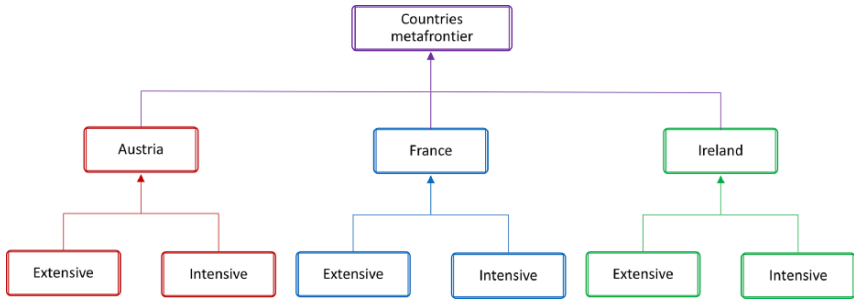 Countries
metafrontier
Austria
France
Ireland
Extensive
Intensive
Extensive
Intensive
Extensive
Intensive